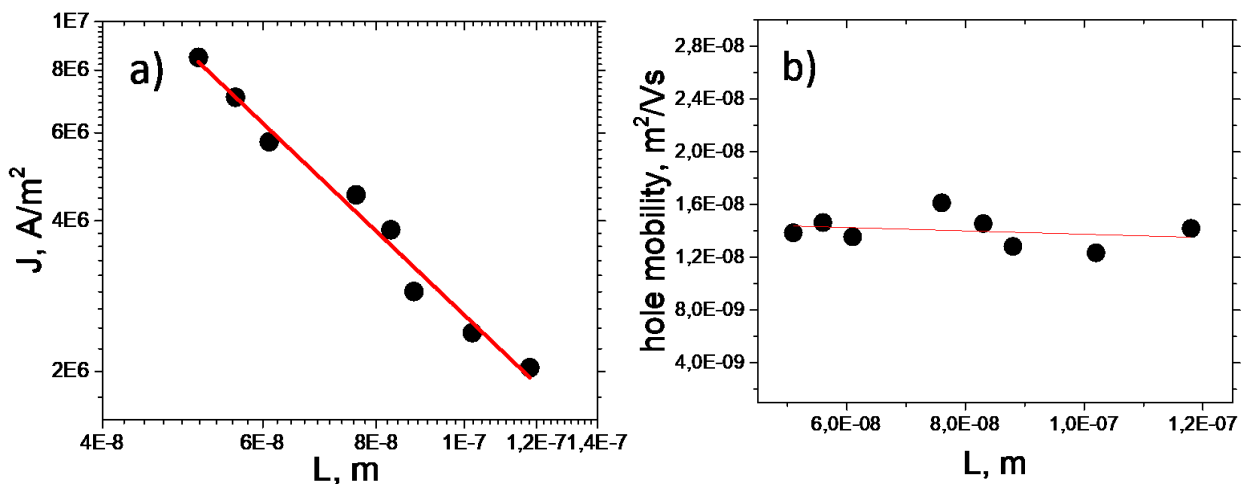 a)
1E7
8E6
6E6
4E6
2E6
J, A/m²
4E-8 6E-8 8E-8 1E-7 1,2E-7 1,4E-7
L, m
b)
2,8E-08
2,4E-08
2,0E-08
1,6E-08
1,2E-08
8,0E-09
4,0E-09
hole mobility, m²/Vs
6,0E-08 8,0E-08 1,0E-07 1,2E-07
L, m